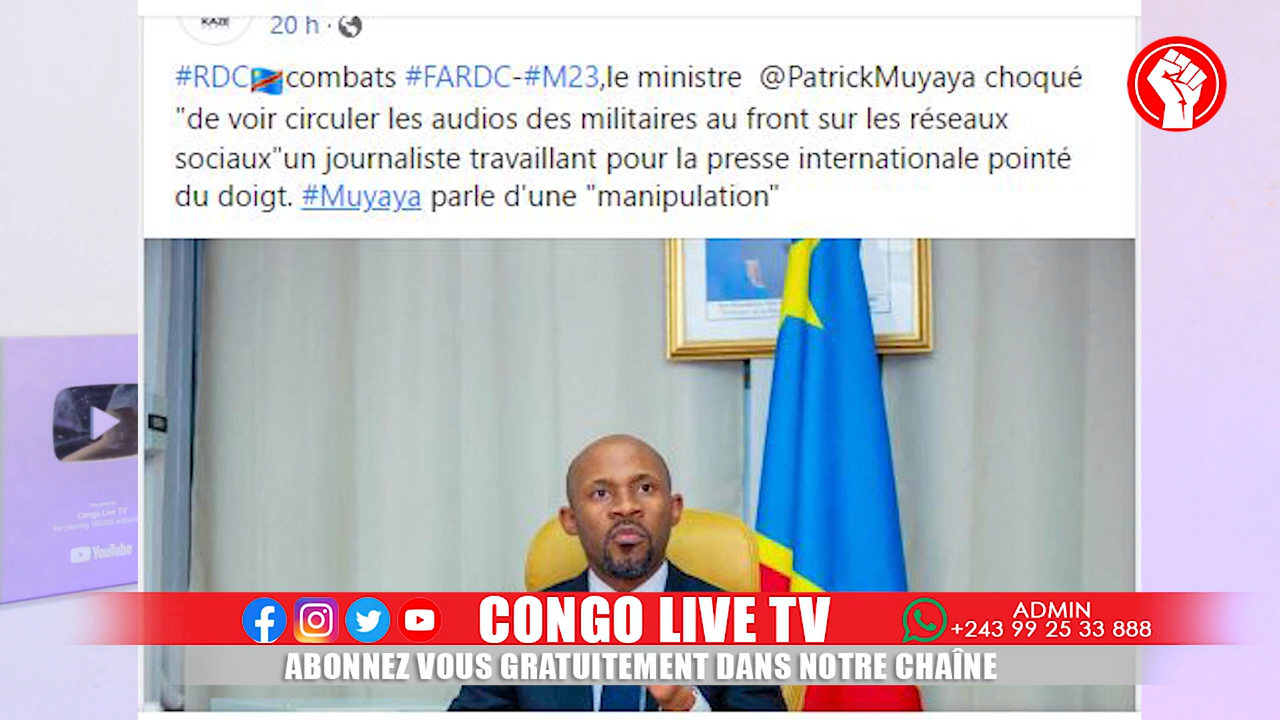 KAZE
20 h ·
#RDC combats #FARDC-#M23,le ministre @PatrickMuyaya choqué
"de voir circuler les audios des militaires au front sur les réseaux
sociaux"un journaliste travaillant pour la presse internationale pointé
du doigt. #Muyaya parle d'une "manipulation"
Congo Live TV
YouTube
CONGO LIVE TV
ADMIN
+243 99 25 33 888
ABONNEZ VOUS GRATUITEMENT DANS NOTRE CHAÎNE